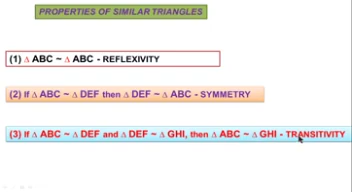 PROPERTIES OF SIMILAR TRIANGLES
(1) Δ ABC ~ Δ ABC - REFLEXIVITY
(2) If Δ ABC ~ Δ DEF then Δ DEF ~ Δ ABC - SYMMETRY
(3) If Δ ABC ~ Δ DEF and Δ DEF ~ Δ GHI, then Δ ABC ~ Δ GHI - TRANSITIVITY